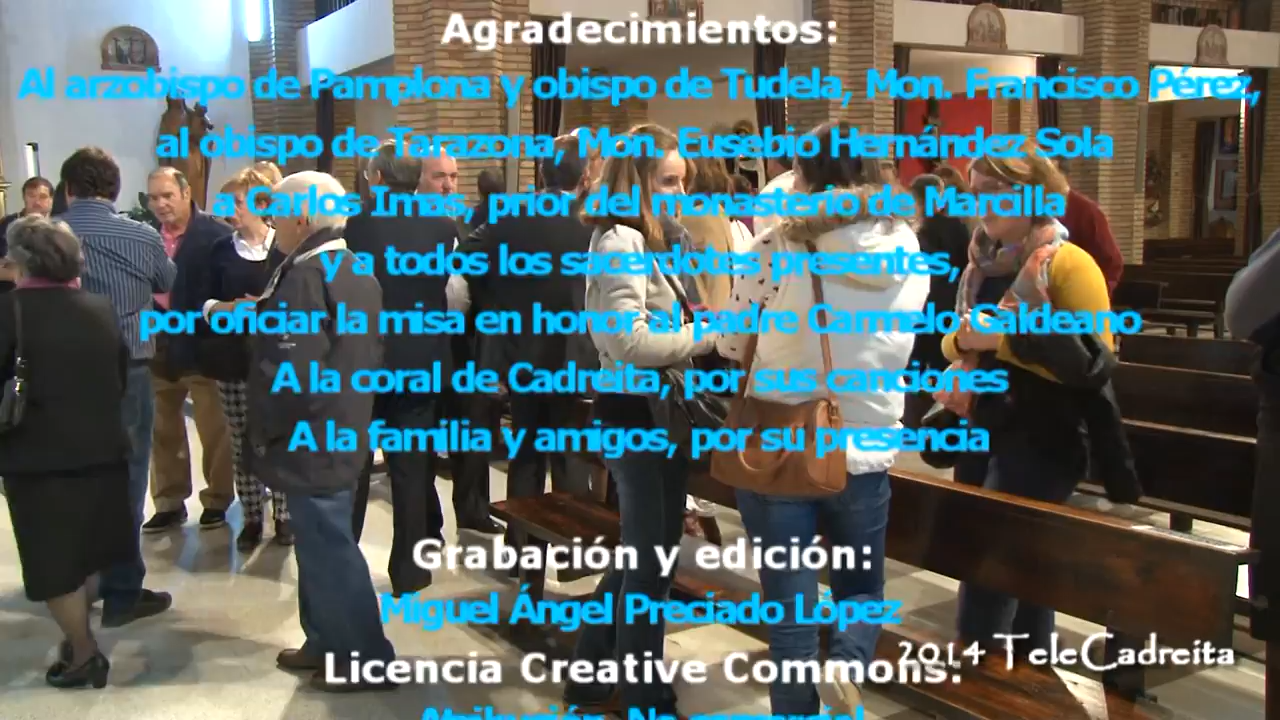 Agradecimientos:
Al arzobispo de Pamplona y obispo de Tudela, Mon. Francisco Pérez,
al obispo de Tarazona, Mon. Eusebio Hernández Sola
a Carlos Imas, prior del monasterio de Marcilla
y a todos los sacerdotes presentes,
por oficiar la misa en honor al padre Carmelo Galdeano
A la coral de Cadreita, por sus canciones
A la familia y amigos, por su presencia
Grabación y edición:
Miguel Ángel Preciado López
Licencia Creative Commons:
2014 TeleCadreita
Atribución, No comercial